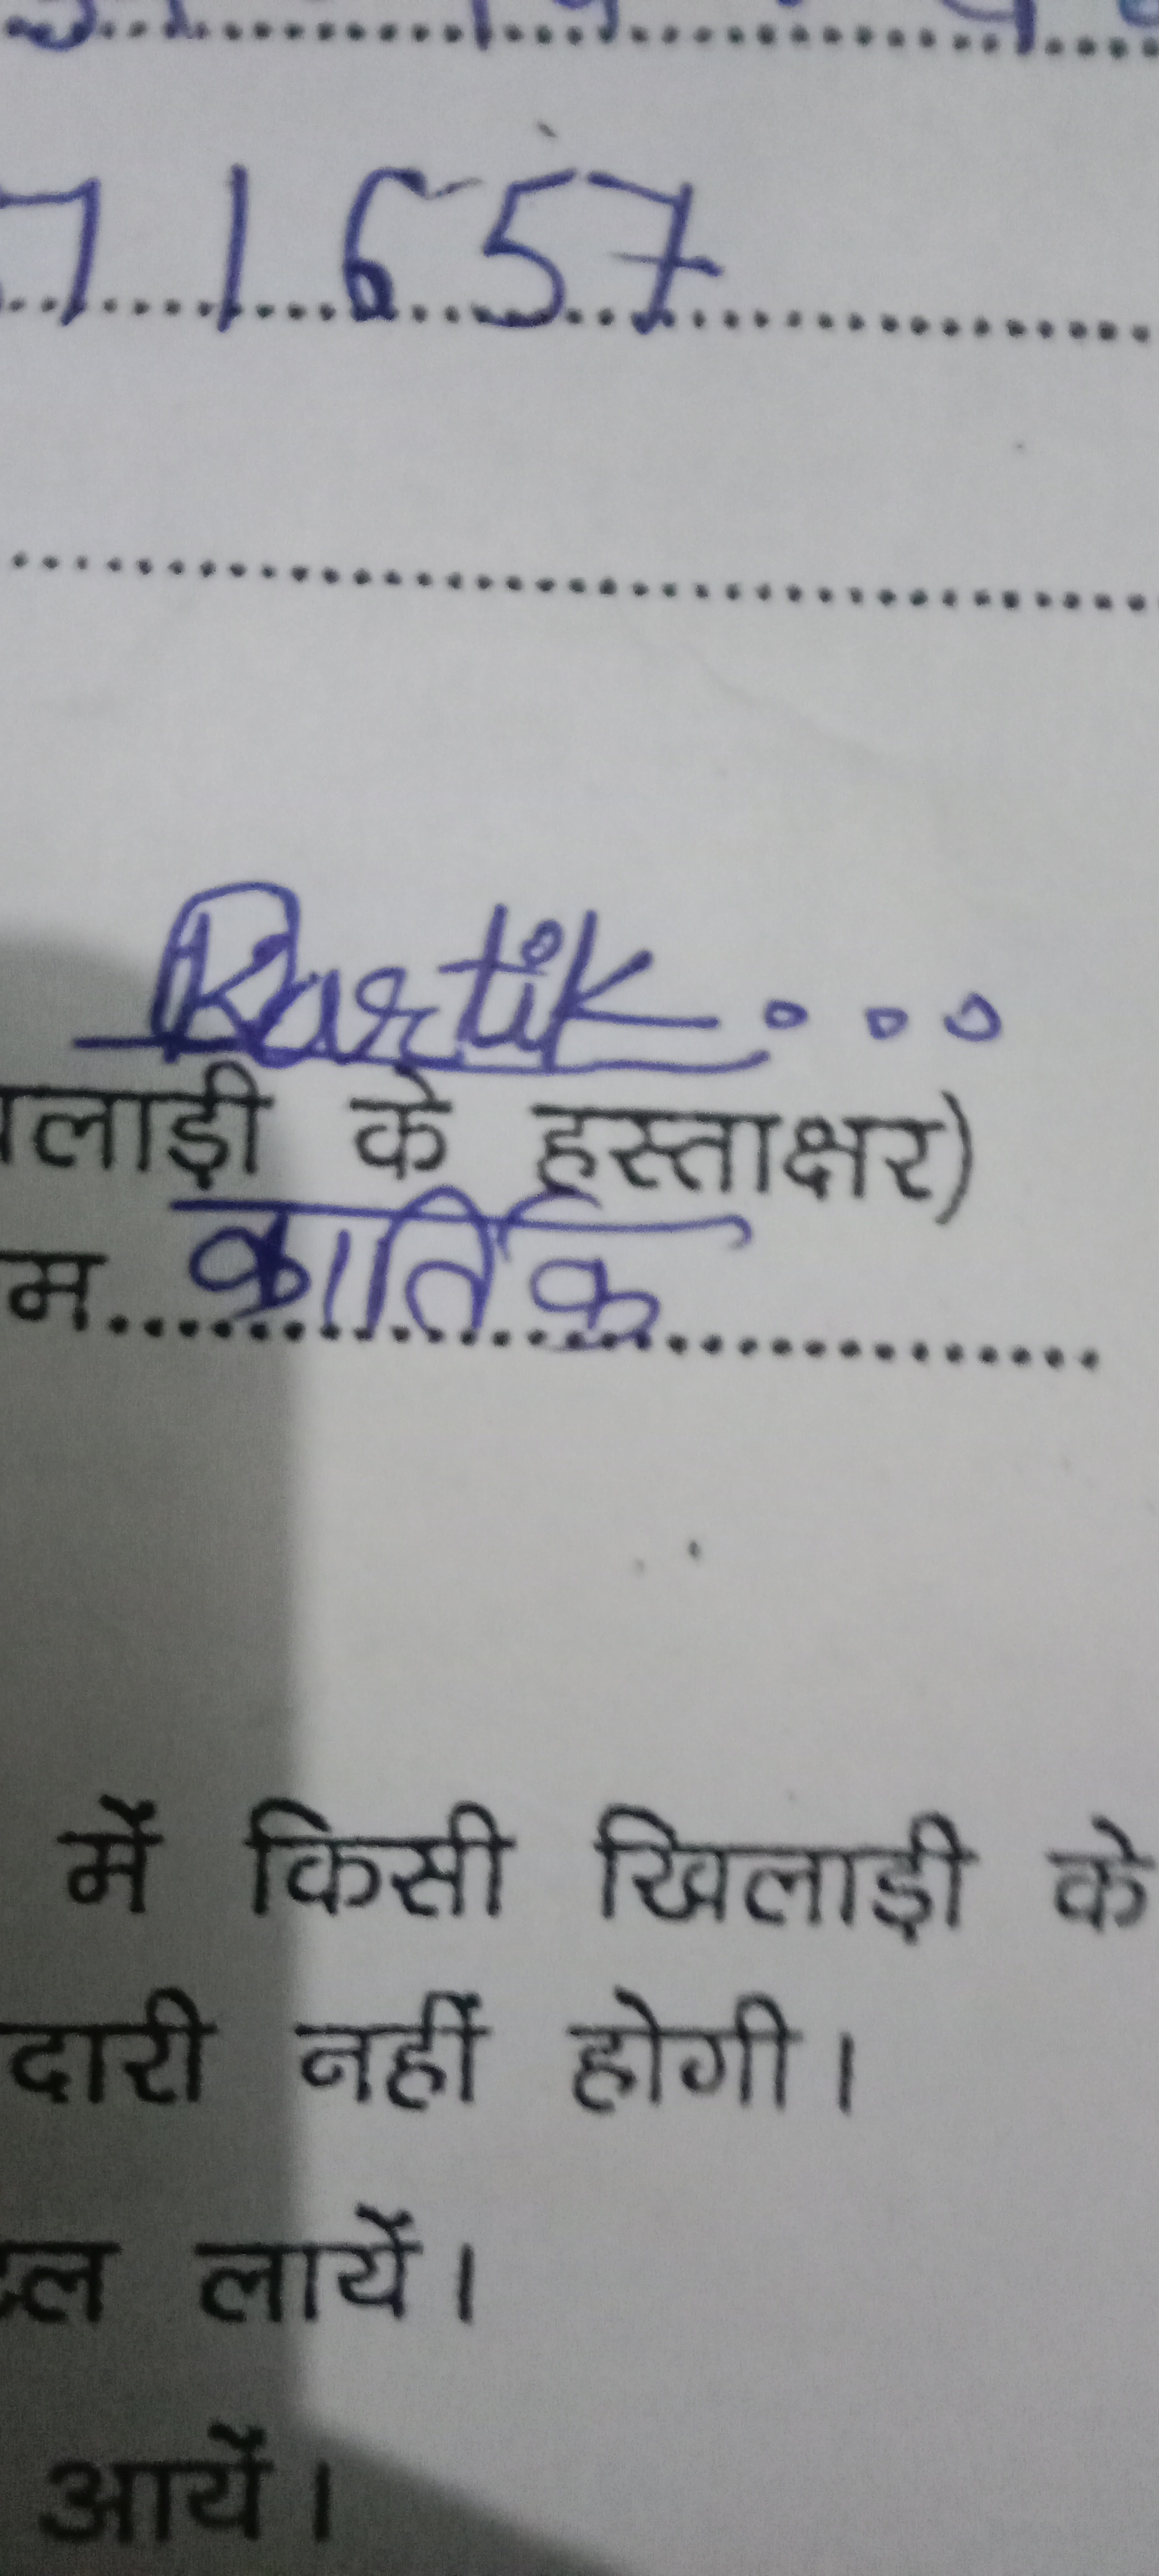 71657
Kartik...
लाड़ी के हस्ताक्षर)
म.. कार्तिक
में किसी खिलाड़ी के
दारी नहीं होगी।
ल लायें।
आयें।